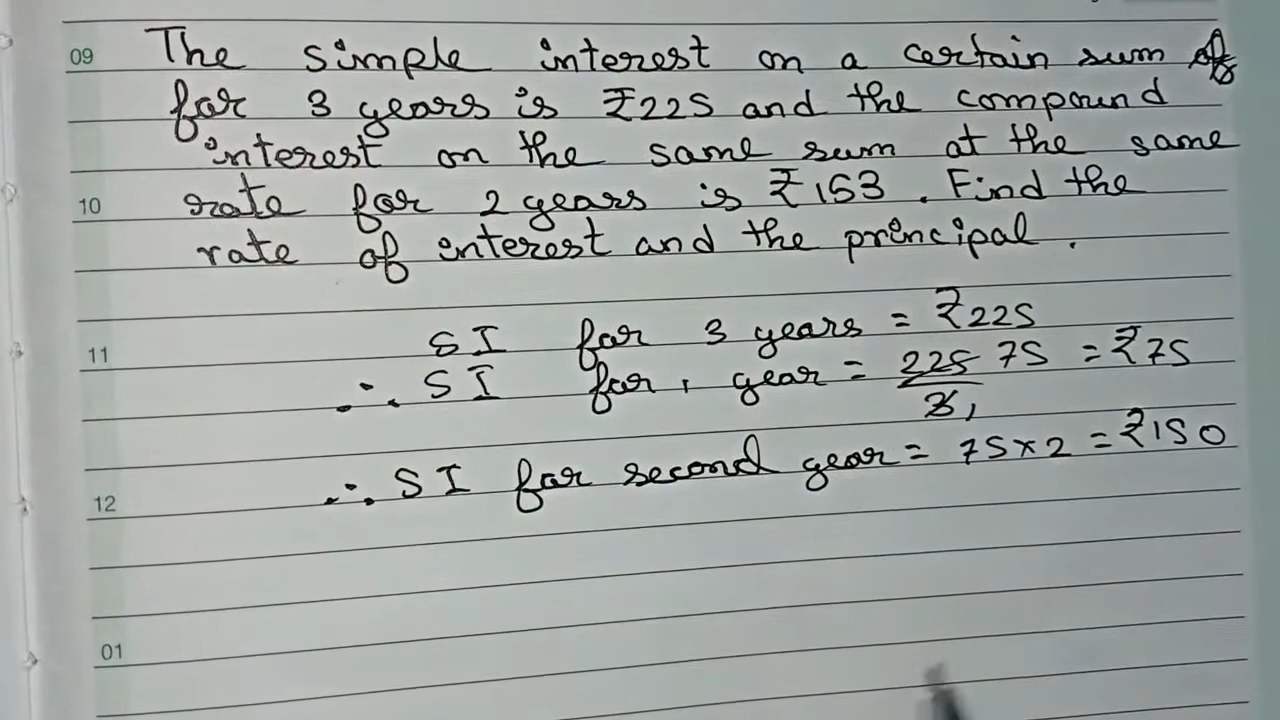 09 The simple interest on a certain sum of
for 3 years is ₹225 and the compound
interest on the same sum at the same
10 rate for 2 years is ₹153. Find the
rate of interest and the principal.
SI for 3 years = ₹225
11 ∴ SI for 1 year = 225/3 75 1 = ₹75
∴ SI for second year = 75×2 = ₹150
12
01